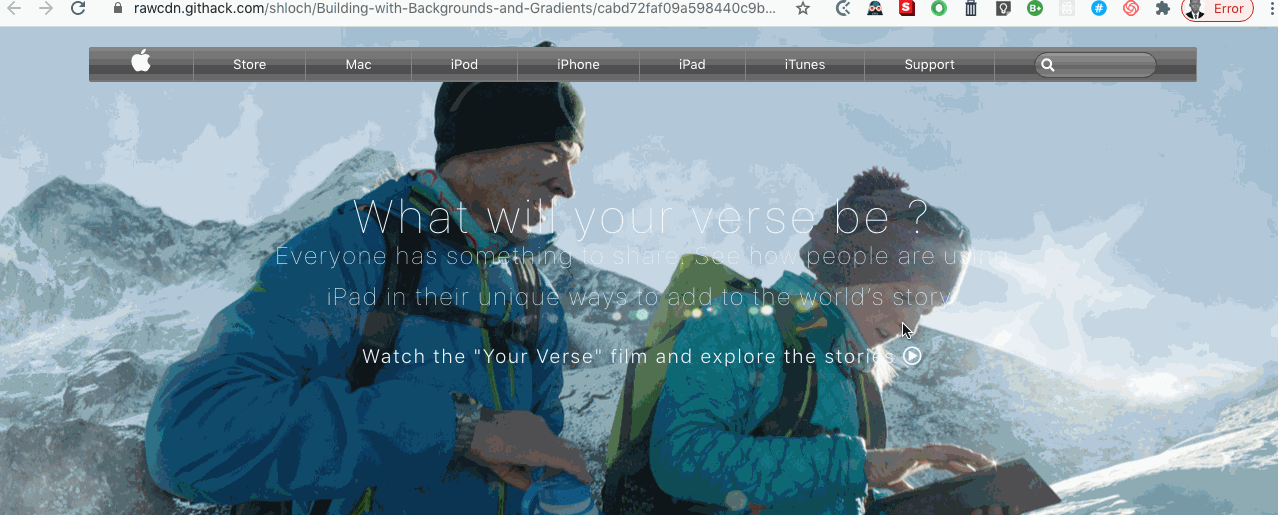 rawcdn.githack.com/shloch/Building-with-Backgrounds-and-Gradients/cabd72faf09a598440c9b...
S
B+
#
Error
Store Mac iPod iPhone iPad iTunes Support
What will your verse be ?
Everyone has something to share. See how people are using
iPad in their unique ways to add to the world's story
Watch the "Your Verse" film and explore the stories